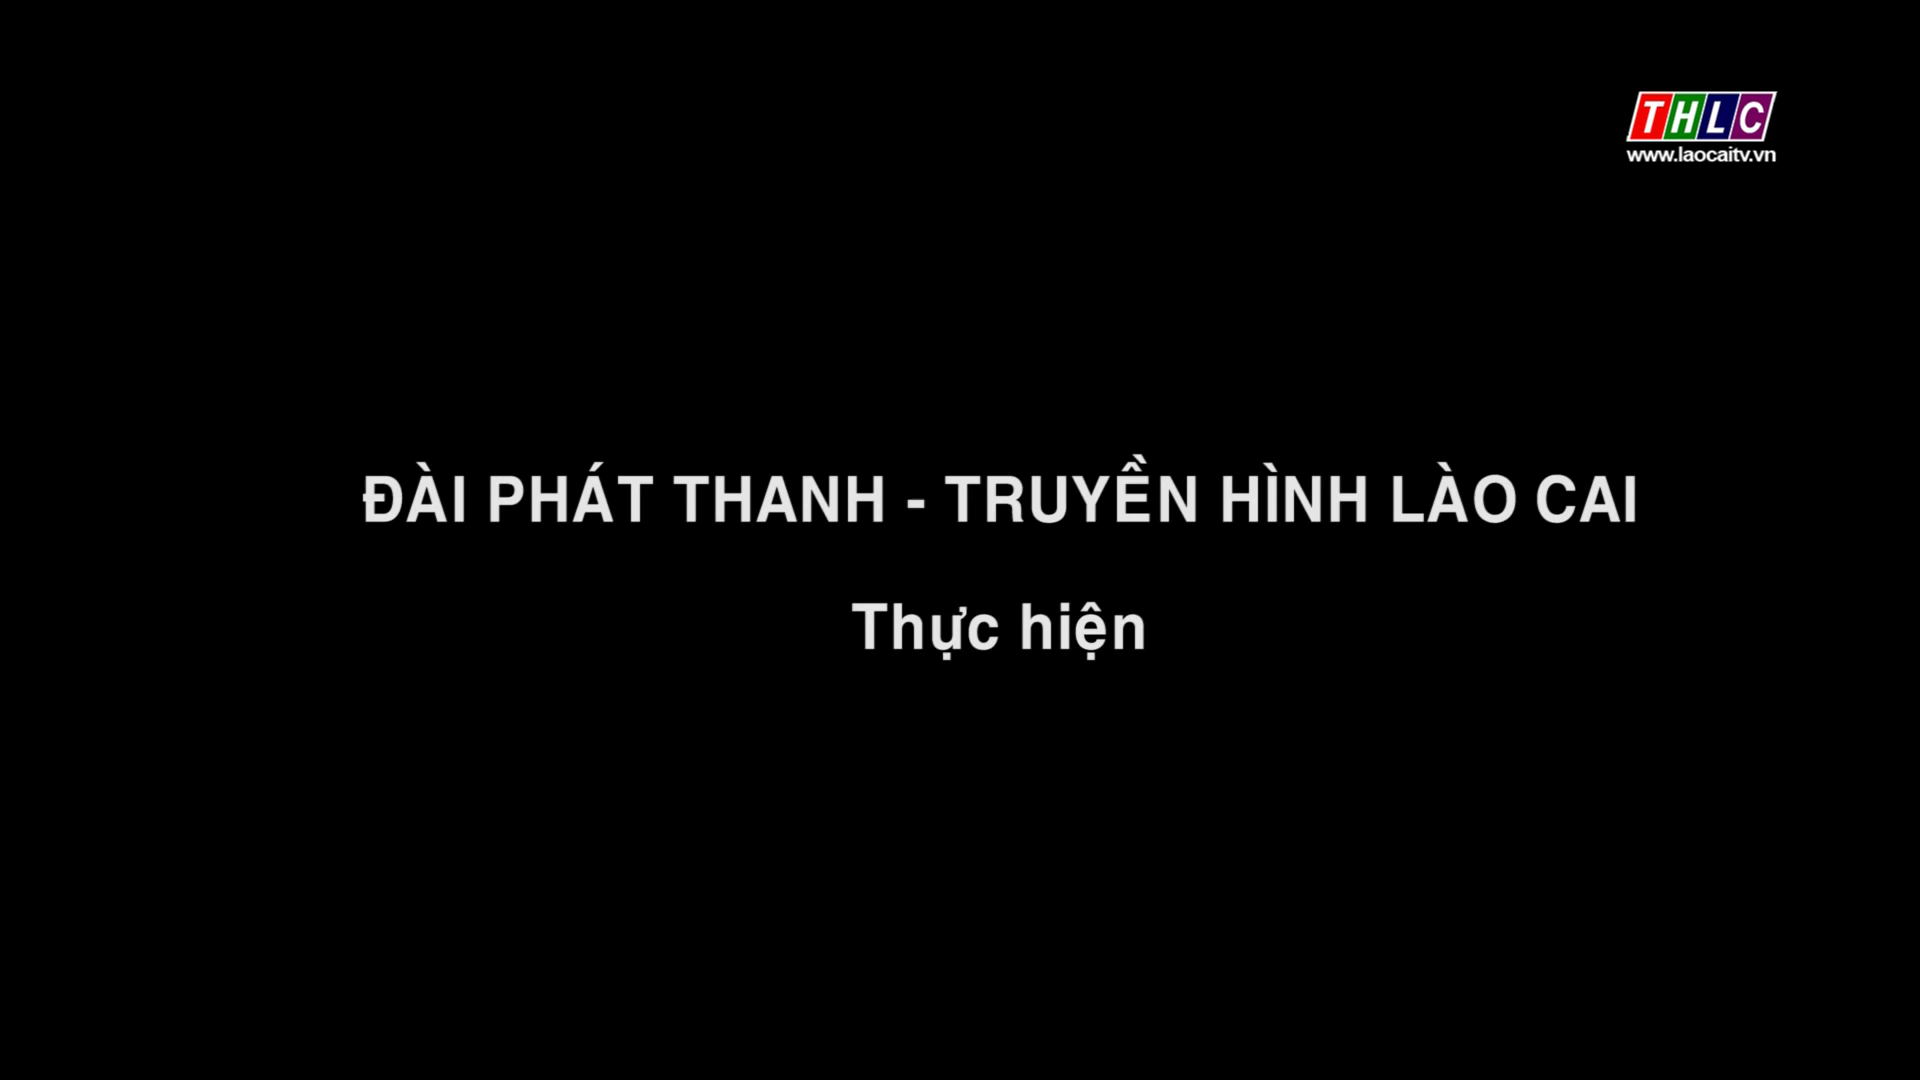 THLC
www.laocaitv.vn
ĐÀI PHÁT THANH - TRUYỀN HÌNH LÀO CAI
Thực hiện